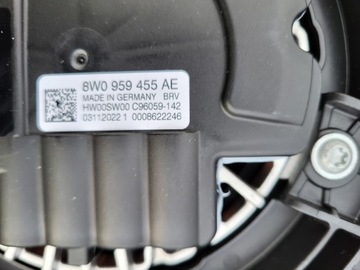 8W0 959 455 AE
MADE IN GERMANY BRV
HW00SW00 C96059-142
03112022 1 0008622246